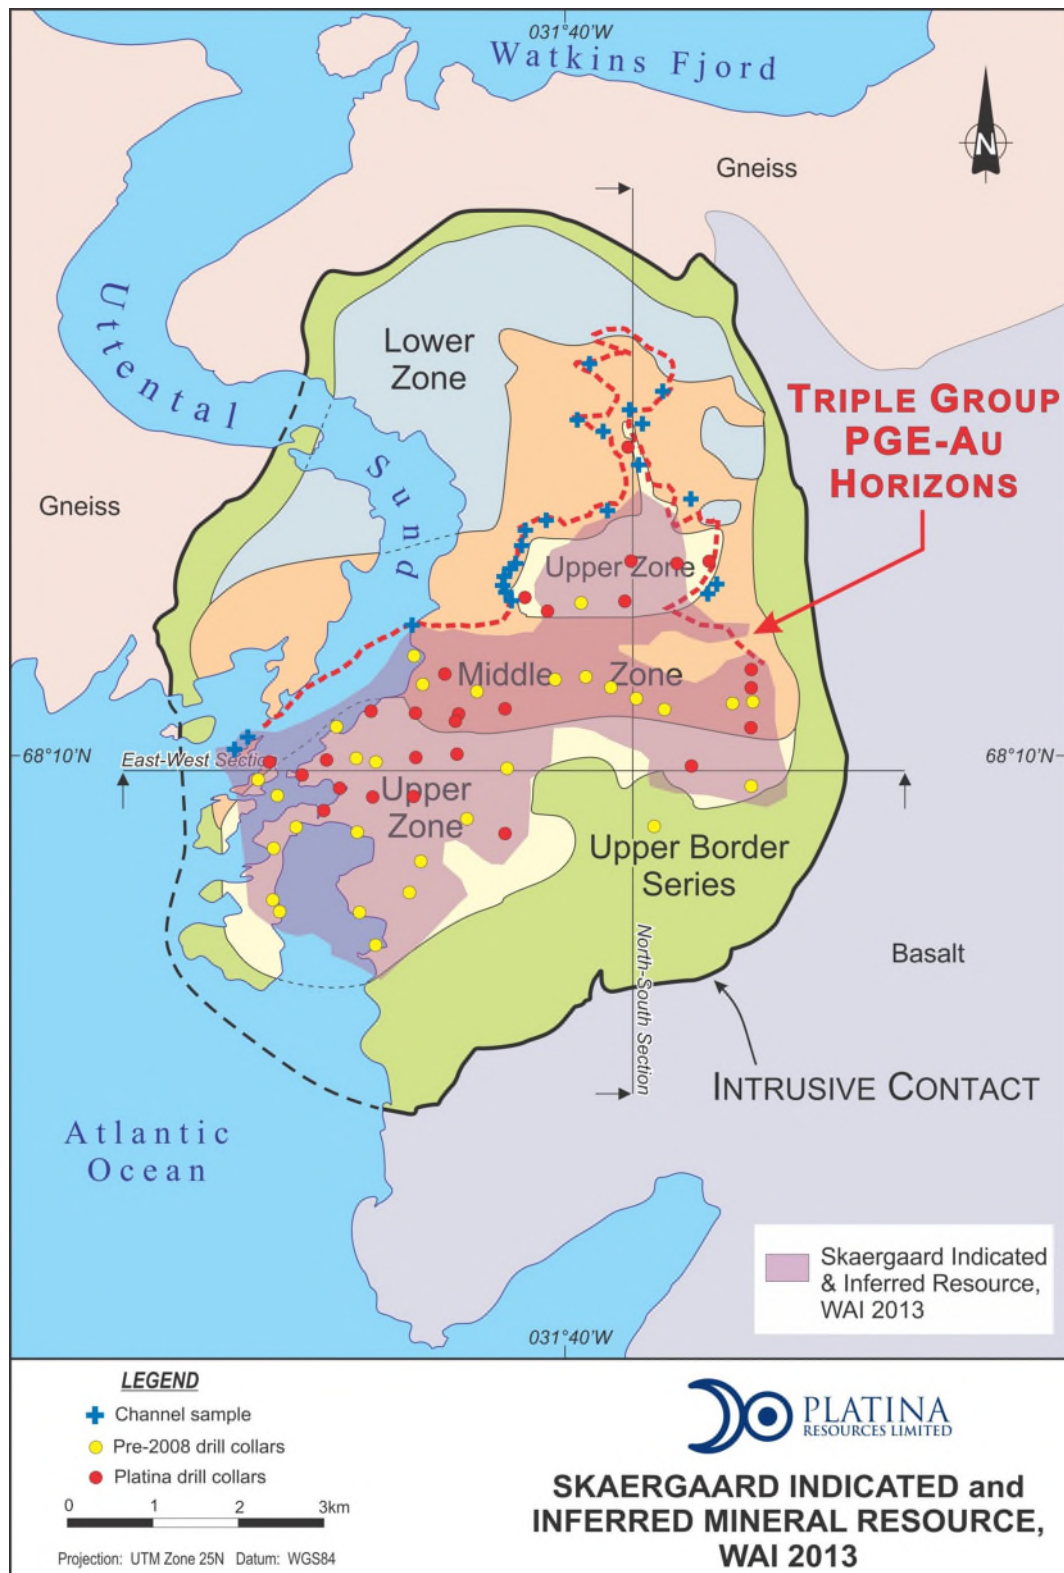 031°40'W
Watkins Fjord
N
Gneiss
Uttental Sund
Lower
Zone
TRIPLE GROUP
PGE-AU
HORIZONS
Gneiss
Upper Zone
Middle Zone
68°10'N
68°10'N
East-West Section
Upper
Zone
Upper Border
Series
North-South Section
Basalt
INTRUSIVE CONTACT
Atlantic
Ocean
Skaergaard Indicated
& Inferred Resource,
WAI 2013
031°40'W
LEGEND
Channel sample
Pre-2008 drill collars
Platina drill collars
0 1 2 3km
Projection: UTM Zone 25N Datum: WGS84
PLATINA
RESOURCES LIMITED
SKAERGAARD INDICATED and
INFERRED MINERAL RESOURCE,
WAI 2013